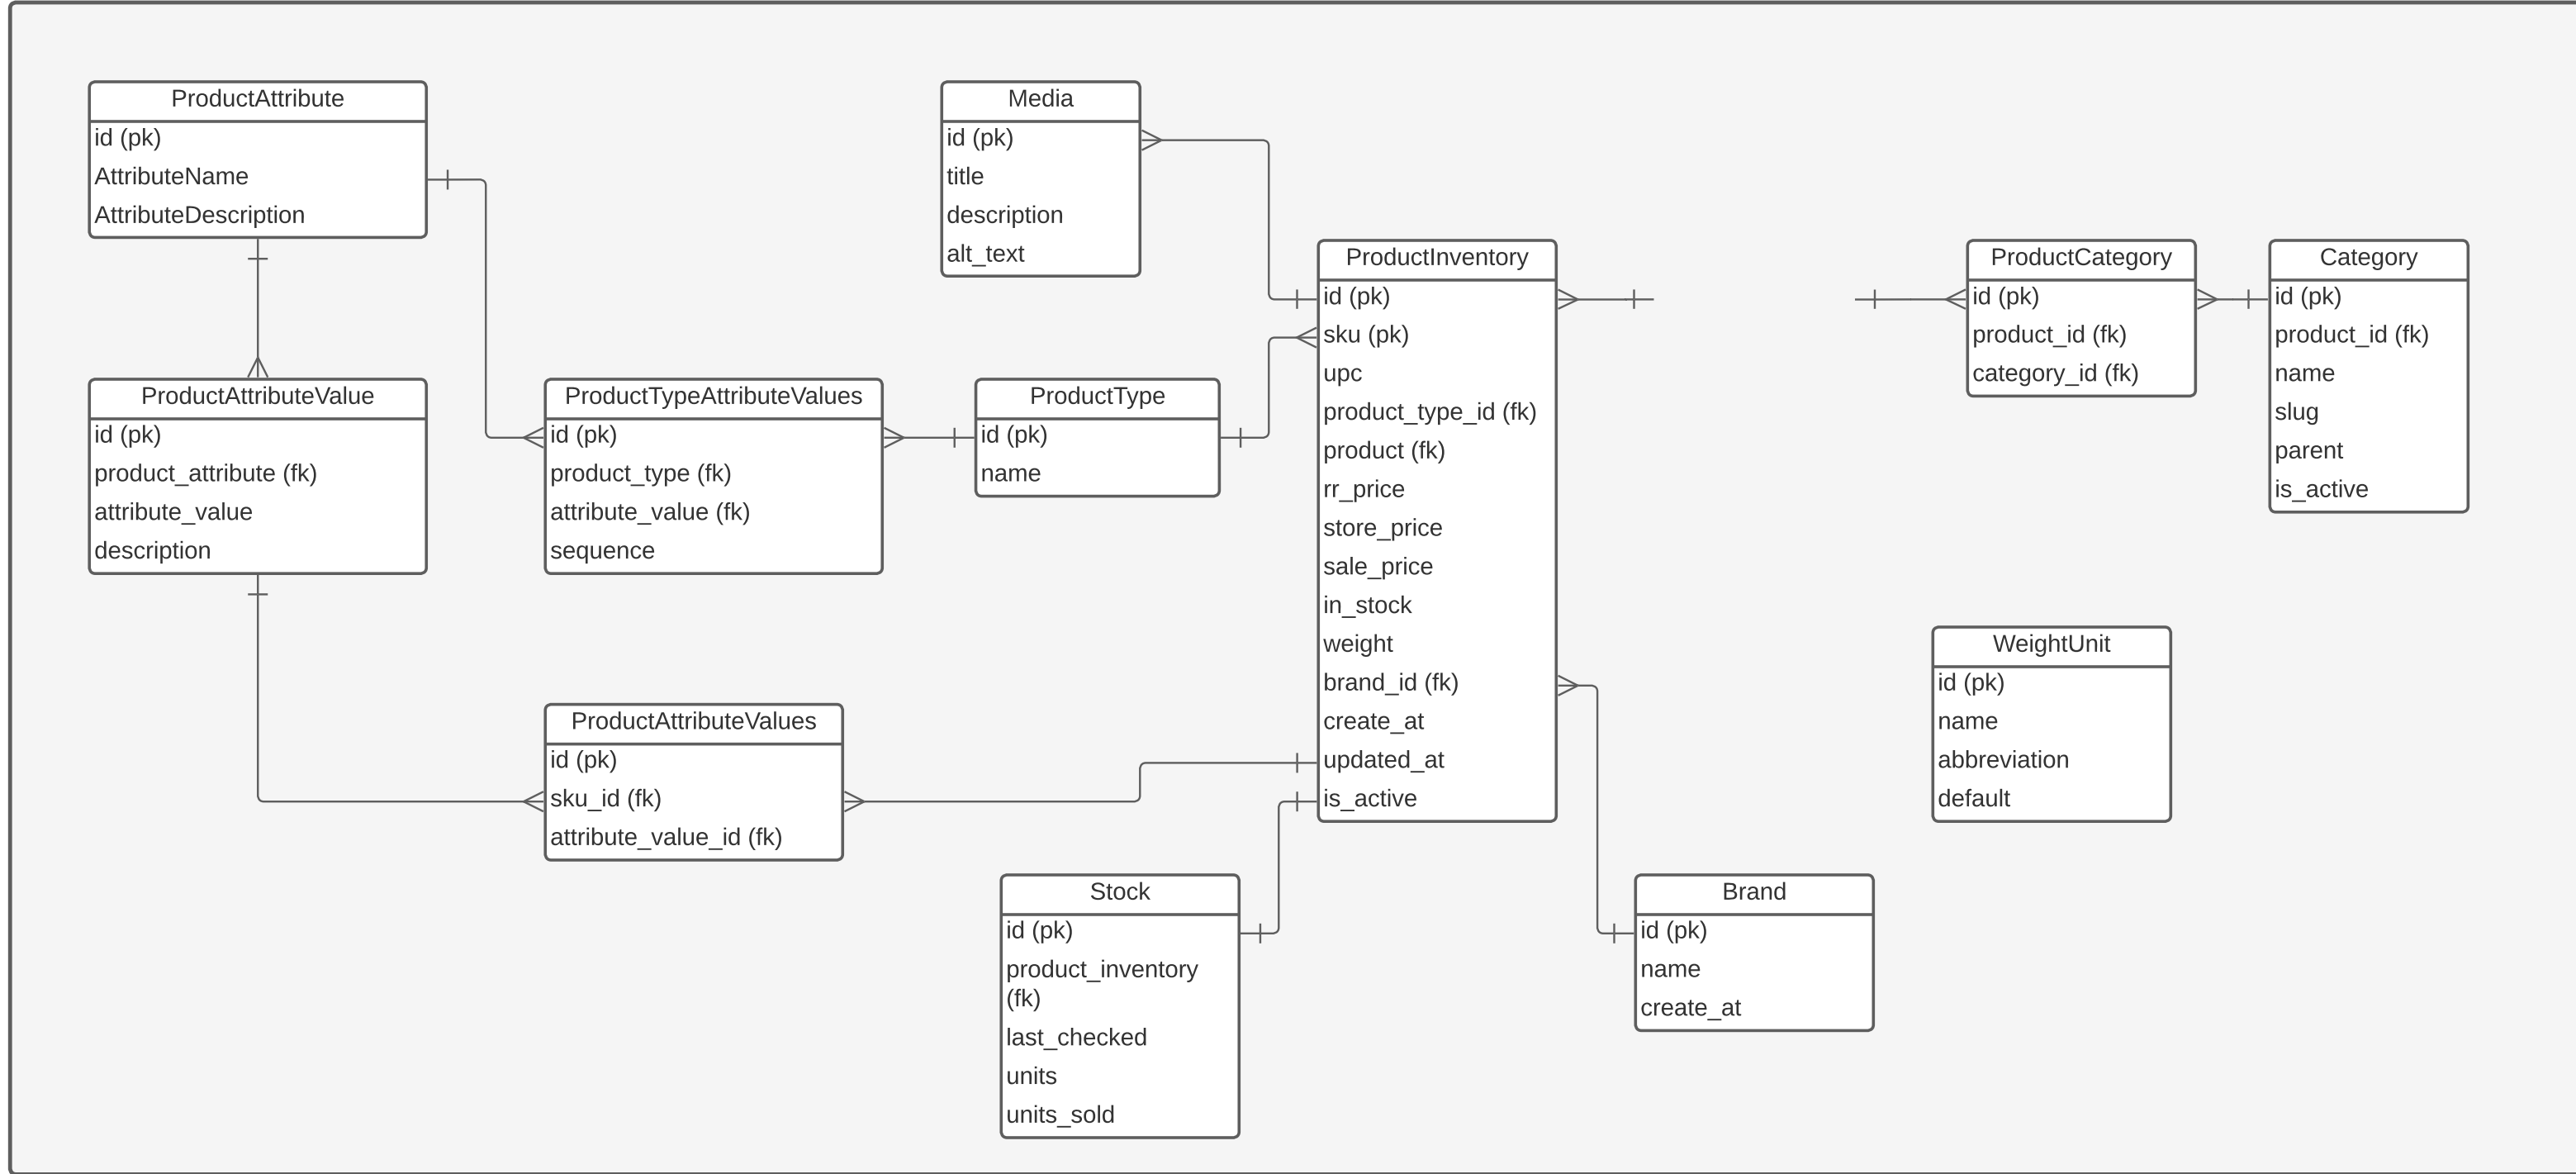 ProductAttribute
id (pk)
AttributeName
AttributeDescription
Media
id (pk)
title
description
alt_text
ProductInventory
id (pk)
sku (pk)
upc
product_type_id (fk)
product (fk)
rr_price
store_price
sale_price
in_stock
weight
brand_id (fk)
create_at
updated_at
is_active
ProductCategory
id (pk)
product_id (fk)
category_id (fk)
Category
id (pk)
product_id (fk)
name
slug
parent
is_active
ProductAttributeValue
id (pk)
product_attribute (fk)
attribute_value
description
ProductTypeAttributeValues
id (pk)
product_type (fk)
attribute_value (fk)
sequence
ProductType
id (pk)
name
WeightUnit
id (pk)
name
abbreviation
default
ProductAttributeValues
id (pk)
sku_id (fk)
attribute_value_id (fk)
Stock
id (pk)
product_inventory
(fk)
last_checked
units
units_sold
Brand
id (pk)
name
create_at